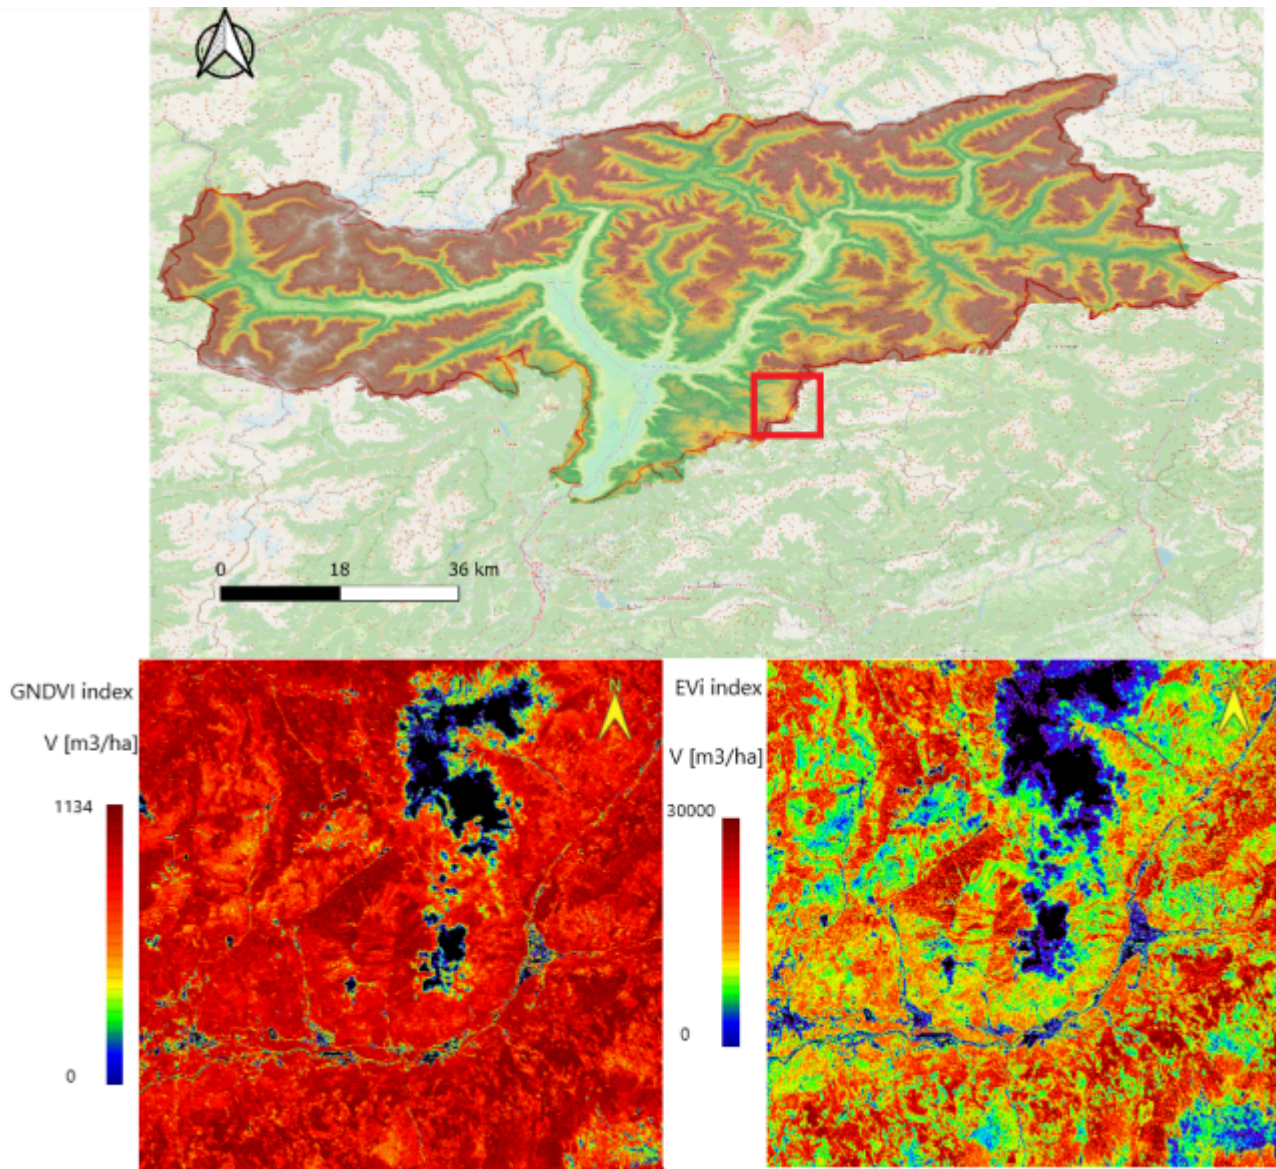 0 18 36 km
GNDVI index
V [m3/ha]
1134
0
N
EVi index
V [m3/ha]
30000
0